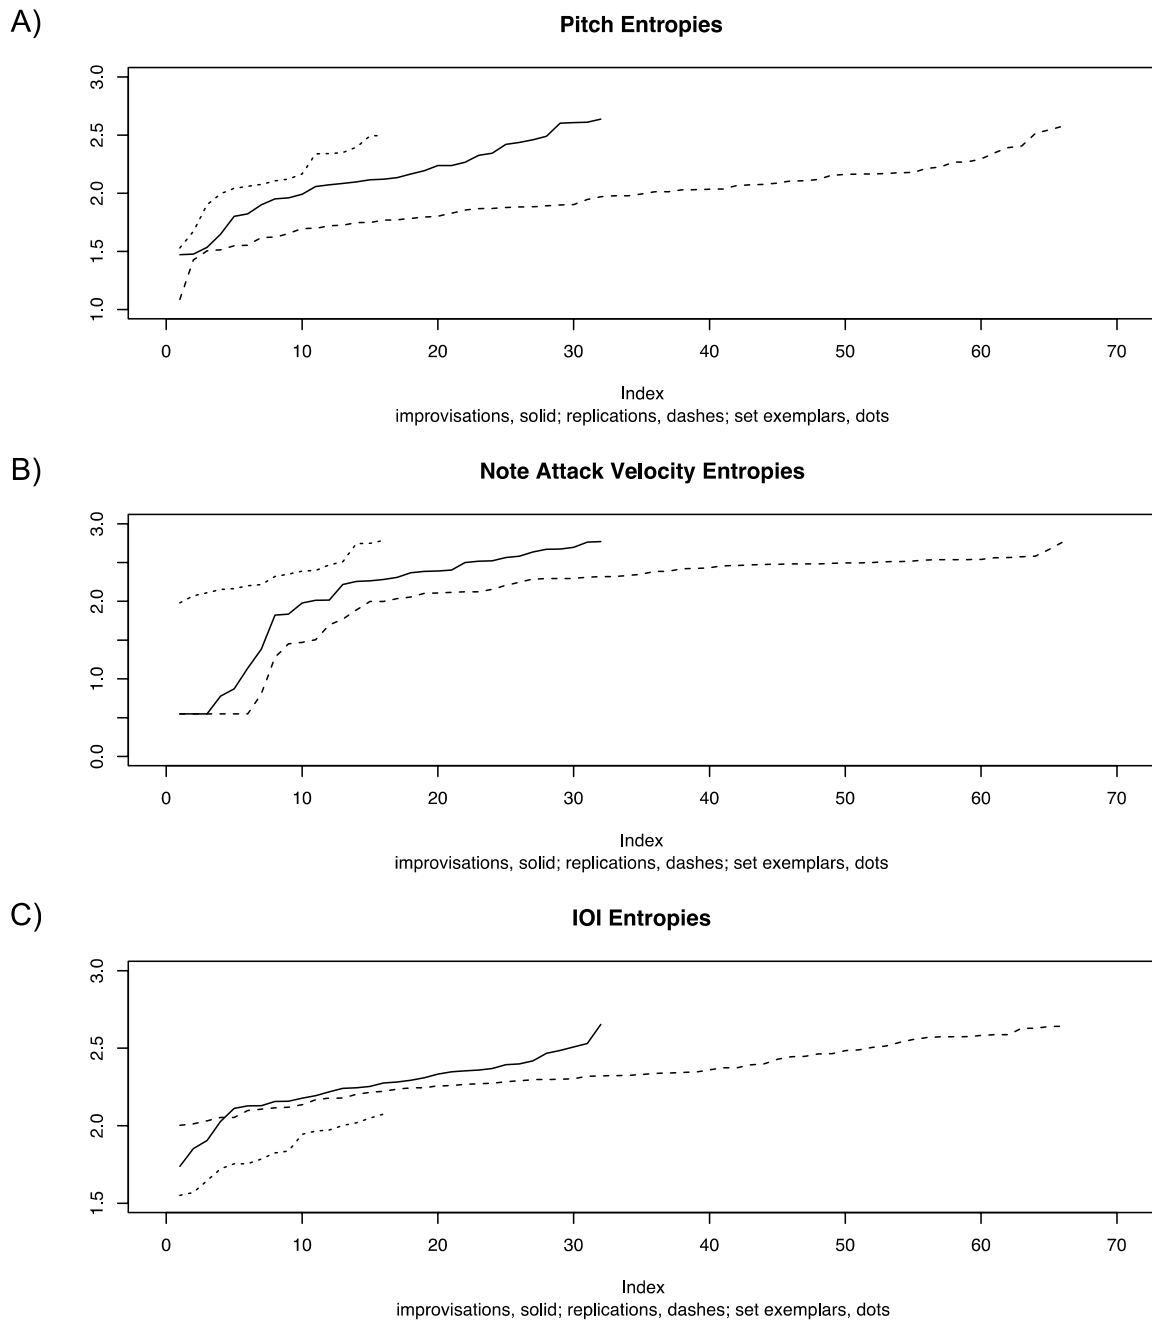 A)
Pitch Entropies
3.0
2.5
2.0
1.5
1.0
0 10 20 30 40 50 60 70
Index
improvisations, solid; replications, dashes; set exemplars, dots
B)
Note Attack Velocity Entropies
3.0
2.0
1.0
0.0
0 10 20 30 40 50 60 70
Index
improvisations, solid; replications, dashes; set exemplars, dots
C)
IOI Entropies
3.0
2.5
2.0
1.5
0 10 20 30 40 50 60 70
Index
improvisations, solid; replications, dashes; set exemplars, dots